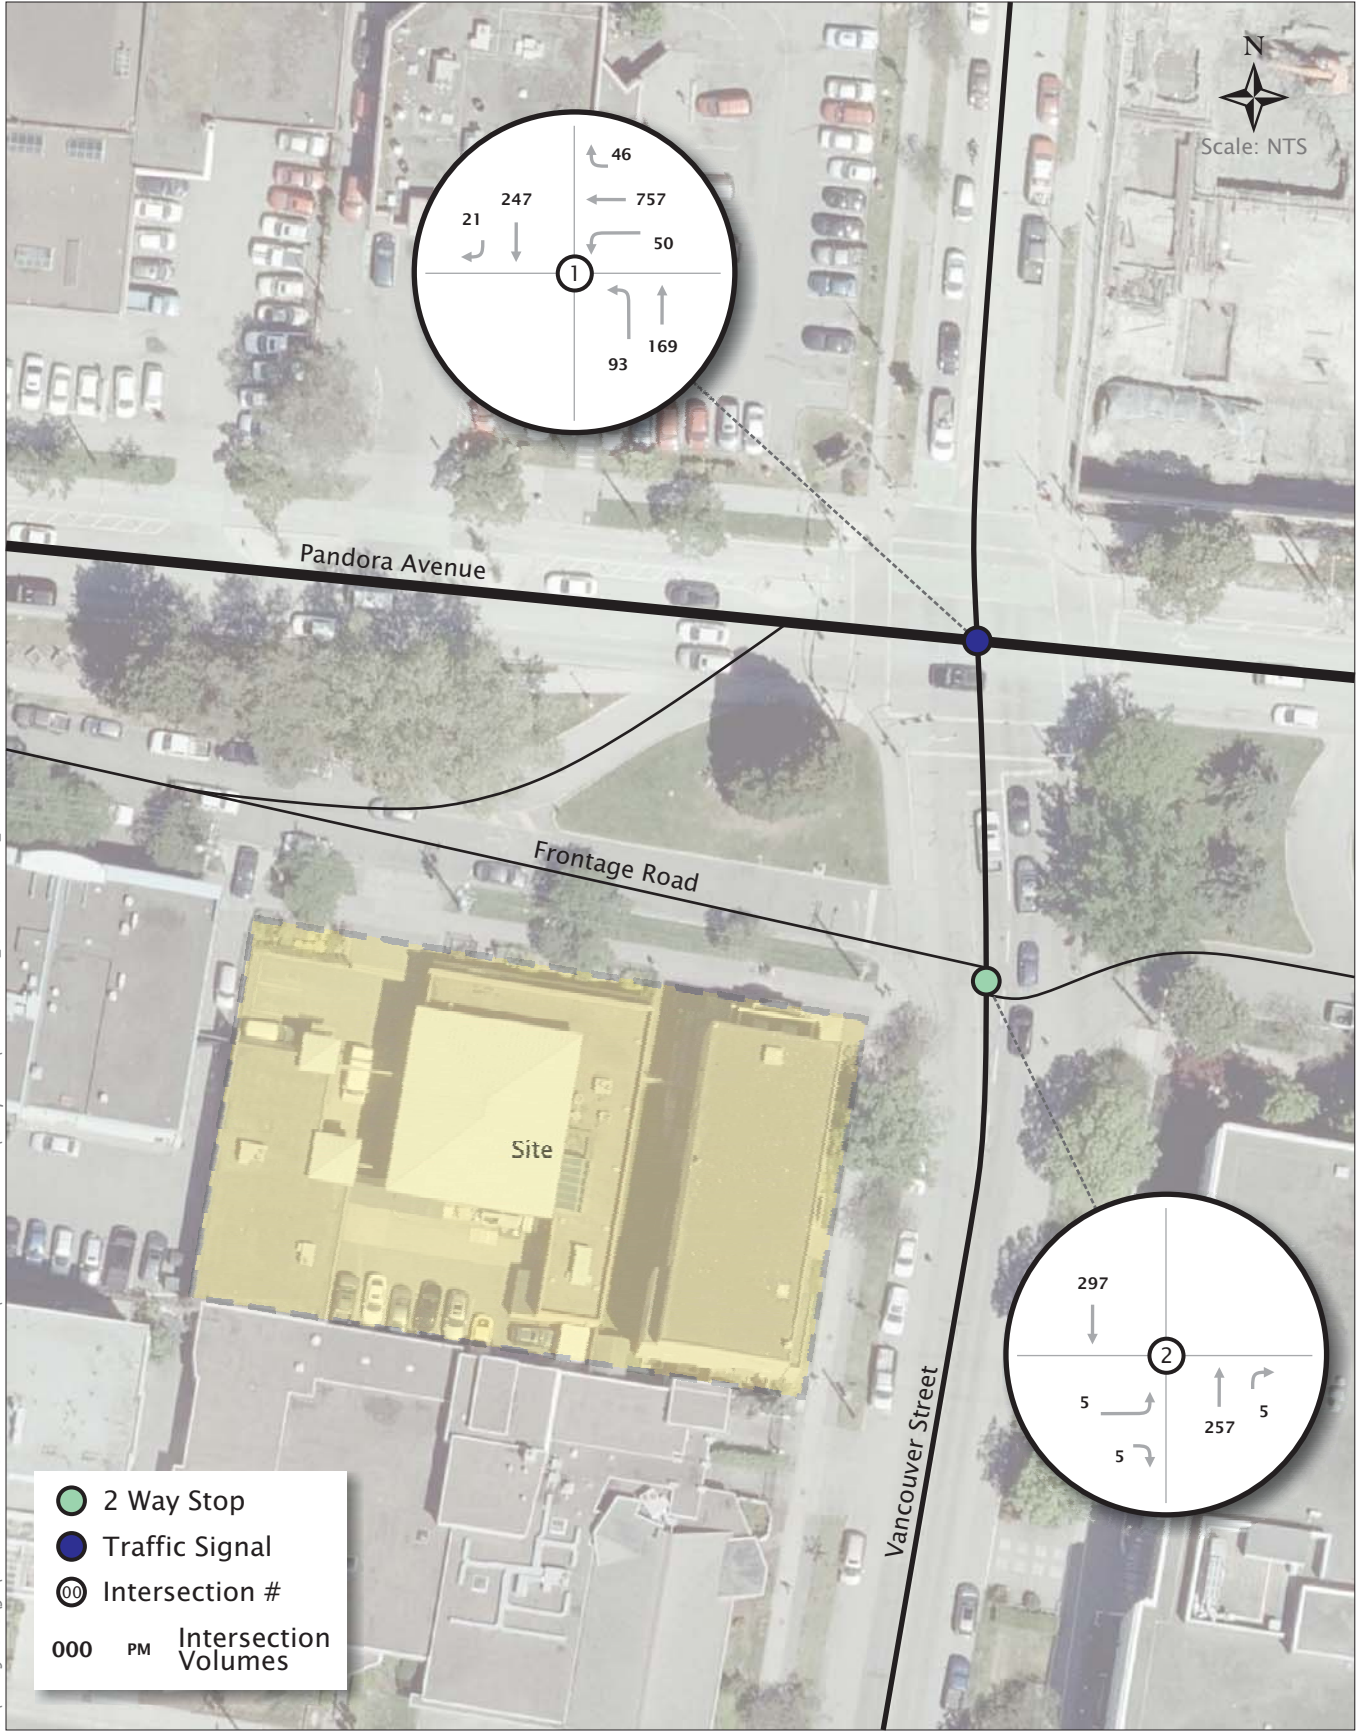 N
Scale: NTS
46
247
757
21
50
1
169
93
Pandora Avenue
Frontage Road
Site
297
2
5
257
5
5
Vancouver Street
2 Way Stop
Traffic Signal
00 Intersection #
000 PM Intersection
Volumes